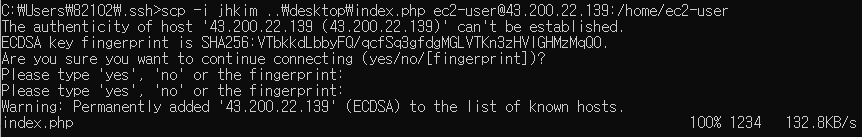 C:₩Users₩82102₩.ssh>scp -i jhkim ..₩desktop₩index.php ec2-user@43.200.22.139:/home/ec2-user
The authenticity of host '43.200.22.139 (43.200.22.139)' can't be established.
ECDSA key fingerprint is SHA256:VTbkkdLbbyFQ/qcfSq3gfdgMGLVTKn3zHVIGHMzMqQ0.
Are you sure you want to continue connecting (yes/no/[fingerprint])?
Please type 'yes', 'no' or the fingerprint:
Please type 'yes', 'no' or the fingerprint:
Warning: Permanently added '43.200.22.139' (ECDSA) to the list of known hosts.
index.php 100% 1234 132.8KB/s